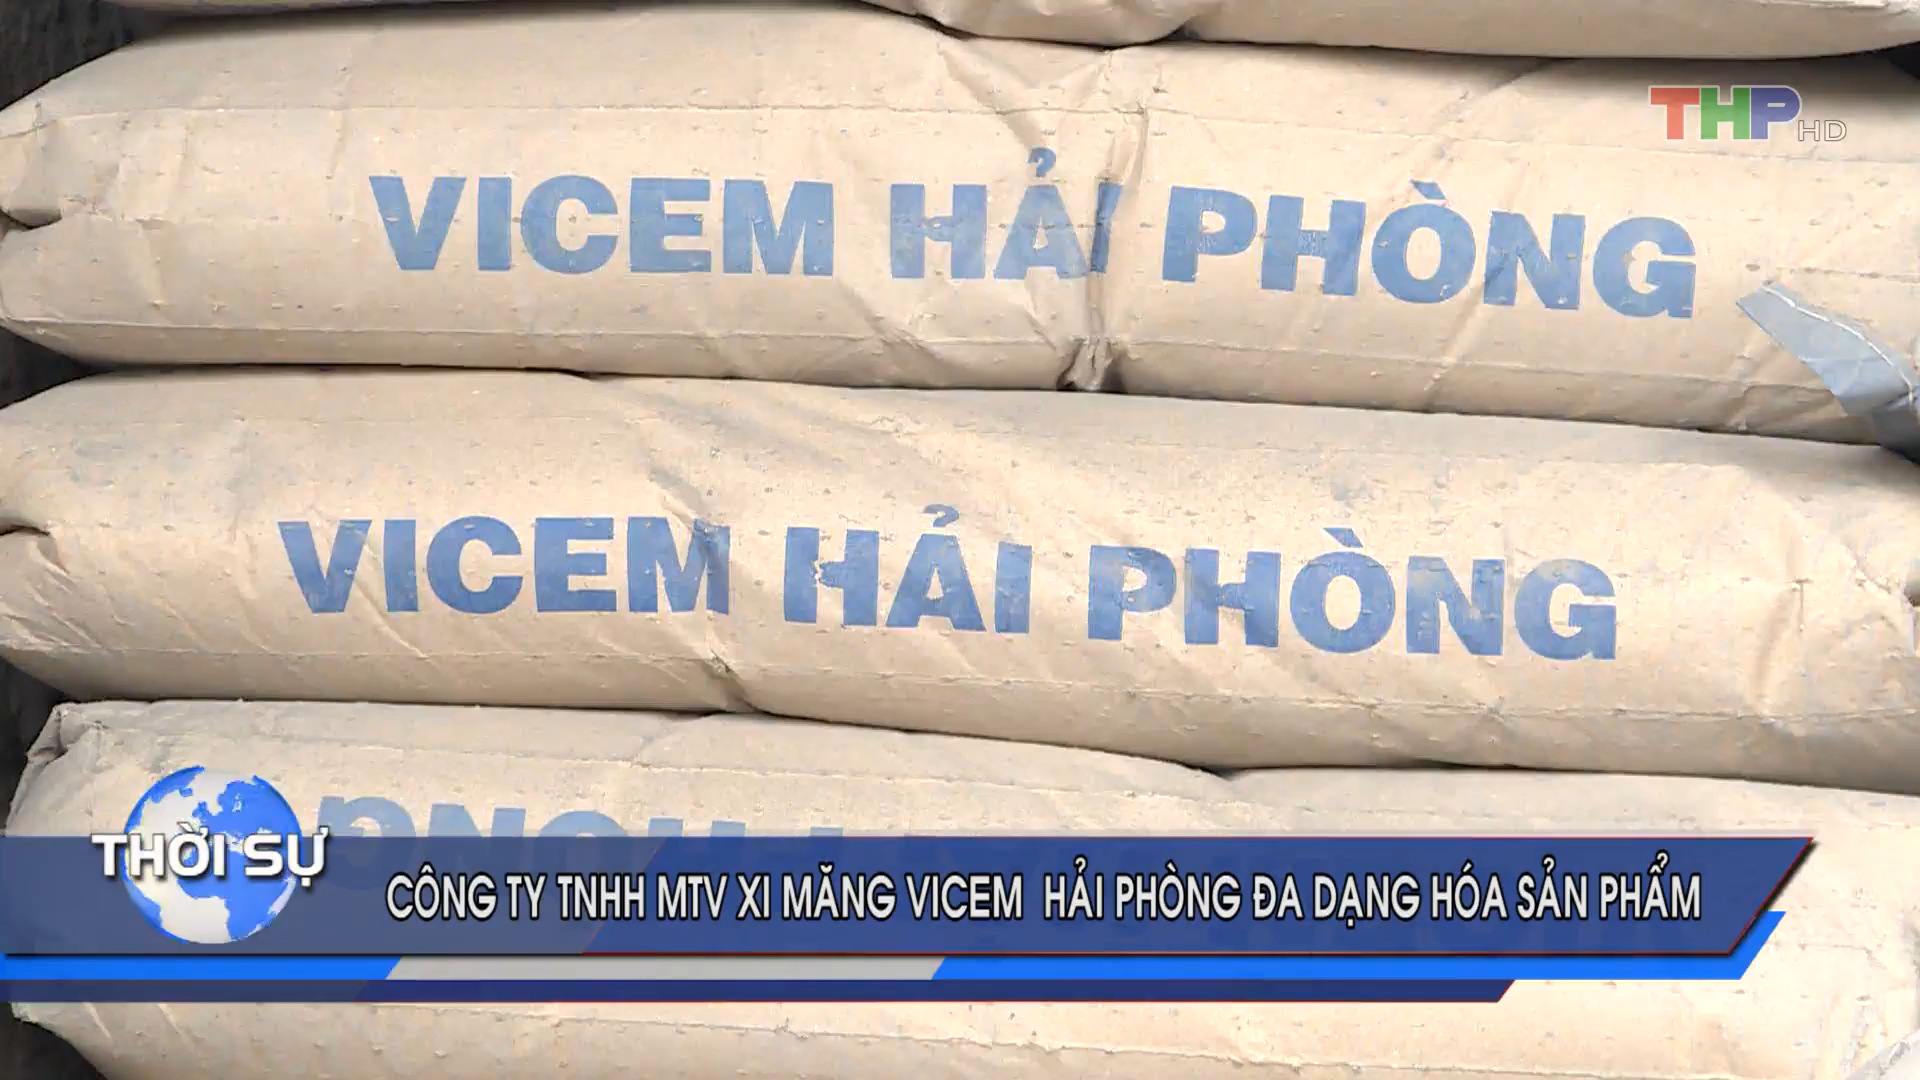 THP HD
VICEM HẢI PHÒNG
VICEM HẢI PHÒNG
THỜI SỰ
CÔNG TY TNHH MTV XI MĂNG VICEM HẢI PHÒNG ĐA DẠNG HÓA SẢN PHẨM